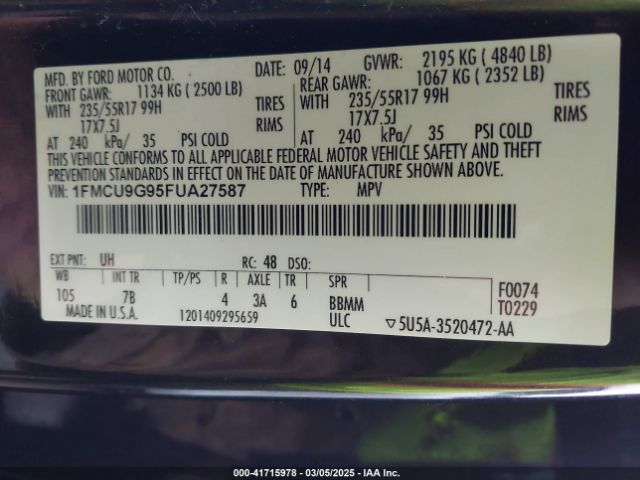 MFD. BY FORD MOTOR CO. DATE: 09/14 GVWR: 2195 KG ( 4840 LB)
FRONT GAWR: 1134 KG ( 2500 LB) REAR GAWR: 1067 KG ( 2352 LB)
WITH 235/55R17 99H TIRES WITH 235/55R17 99H TIRES
17X7.5J RIMS 17X7.5J RIMS
AT 240 kPa/ 35 PSI COLD AT 240 kPa/ 35 PSI COLD
THIS VEHICLE CONFORMS TO ALL APPLICABLE FEDERAL MOTOR VEHICLE SAFETY AND THEFT
PREVENTION STANDARDS IN EFFECT ON THE DATE OF MANUFACTURE SHOWN ABOVE.
VIN: 1FMCU9G95FUA27587 TYPE: MPV
EXT PNT: UH RC: 48 DSO:
WB INT TR TP/PS R AXLE TR SPR
105 7B 4 3A 6 BBMM
MADE IN U.S.A. 1201409295659 ULC
F0074
T0229
▽5U5A-3520472-AA
000-41715978 | 03/05/2025 | IAA Inc.